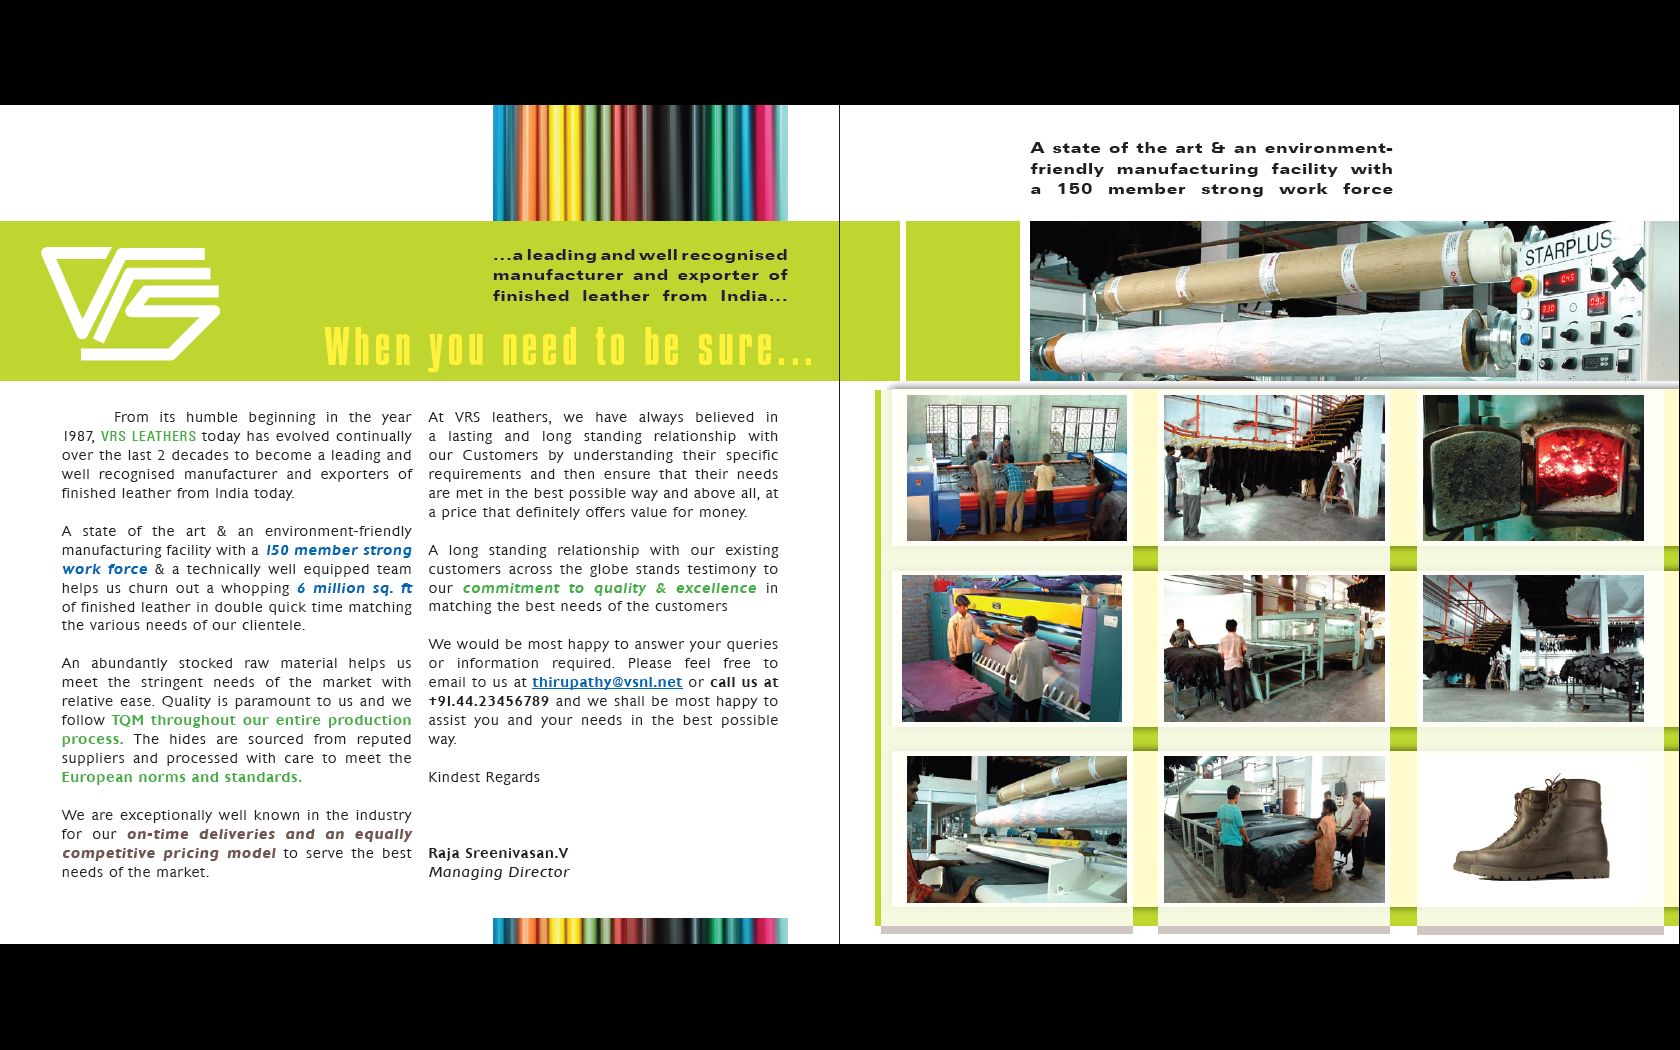 VRS
...a leading and well recognised
manufacturer and exporter of
finished leather from India...
When you need to be sure...
From its humble beginning in the year
1987, VRS LEATHERS today has evolved continually
over the last 2 decades to become a leading and
well recognised manufacturer and exporters of
finished leather from India today.
A state of the art & an environment-friendly
manufacturing facility with a 150 member strong
work force & a technically well equipped team
helps us churn out a whopping 6 million sq. ft
of finished leather in double quick time matching
the various needs of our clientele.
An abundantly stocked raw material helps us
meet the stringent needs of the market with
relative ease. Quality is paramount to us and we
follow TQM throughout our entire production
process. The hides are sourced from reputed
suppliers and processed with care to meet the
European norms and standards.
We are exceptionally well known in the industry
for our on-time deliveries and an equally
competitive pricing model to serve the best
needs of the market.
At VRS leathers, we have always believed in
a lasting and long standing relationship with
our Customers by understanding their specific
requirements and then ensure that their needs
are met in the best possible way and above all, at
a price that definitely offers value for money.
A long standing relationship with our existing
customers across the globe stands testimony to
our commitment to quality & excellence in
matching the best needs of the customers
We would be most happy to answer your queries
or information required. Please feel free to
email to us at thirupathy@vsnl.net or call us at
+91.44.23456789 and we shall be most happy to
assist you and your needs in the best possible
way.
Kindest Regards
Raja Sreenivasan.V
Managing Director
A state of the art & an environment-
friendly manufacturing facility with
a 150 member strong work force
STARPLUS